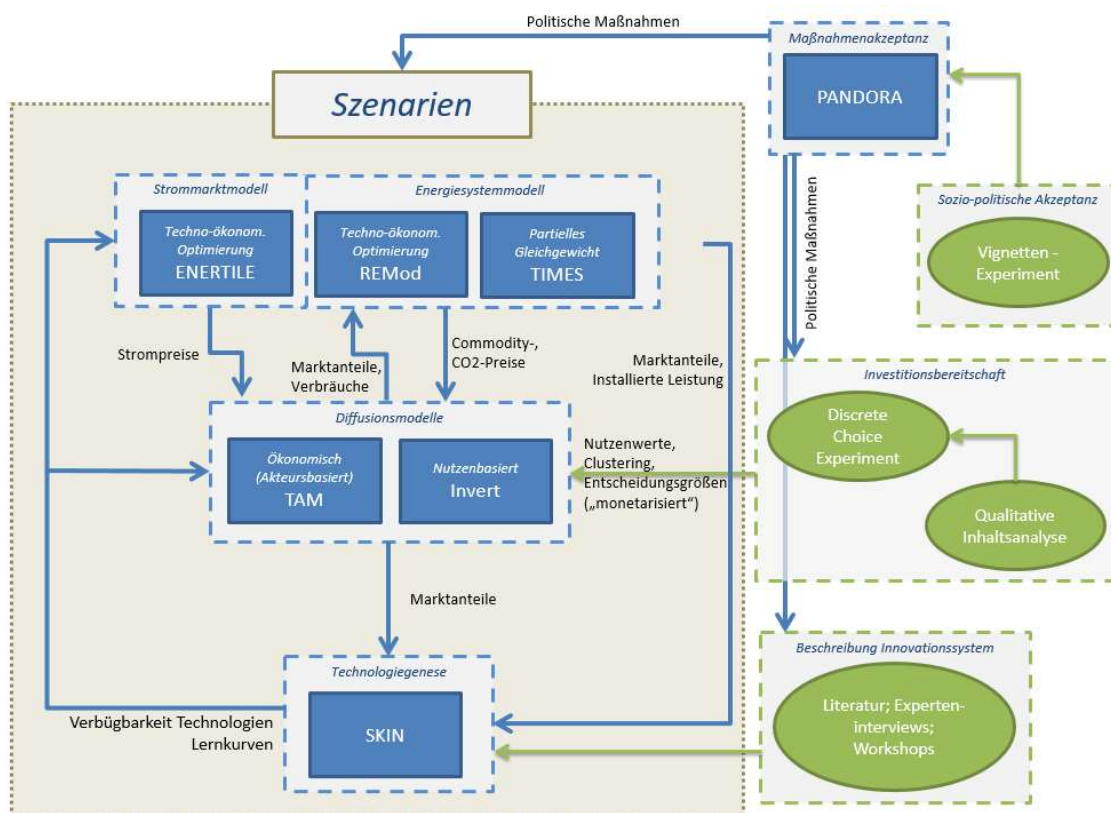 Politische Maßnahmen
Maßnahmenakzeptanz
PANDORA
Szenarien
Strommarktmodell
Energiesystemmodell
Techno-ökonom.
Optimierung
ENERTILE
Techno-ökonom.
Optimierung
REMod
Partielles
Gleichgewicht
TIMES
Politische Maßnahmen
Sozio-politische Akzeptanz
Vignetten -
Experiment
Strompreise
Marktanteile,
Verbräuche
Commodity-,
CO2-Preise
Marktanteile,
Installierte Leistung
Investitionsbereitschaft
Discrete
Choice
Experiment
Qualitative
Inhaltsanalyse
Diffusionsmodelle
Ökonomisch
(Akteursbasiert)
TAM
Nutzenbasiert
Invert
Nutzenwerte,
Clustering,
Entscheidungsgrößen
(„monetarisiert“)
Marktanteile
Technologiegenese
SKIN
Verbügbarkeit Technologien
Lernkurven
Beschreibung Innovationssystem
Literatur; Experten-
interviews;
Workshops